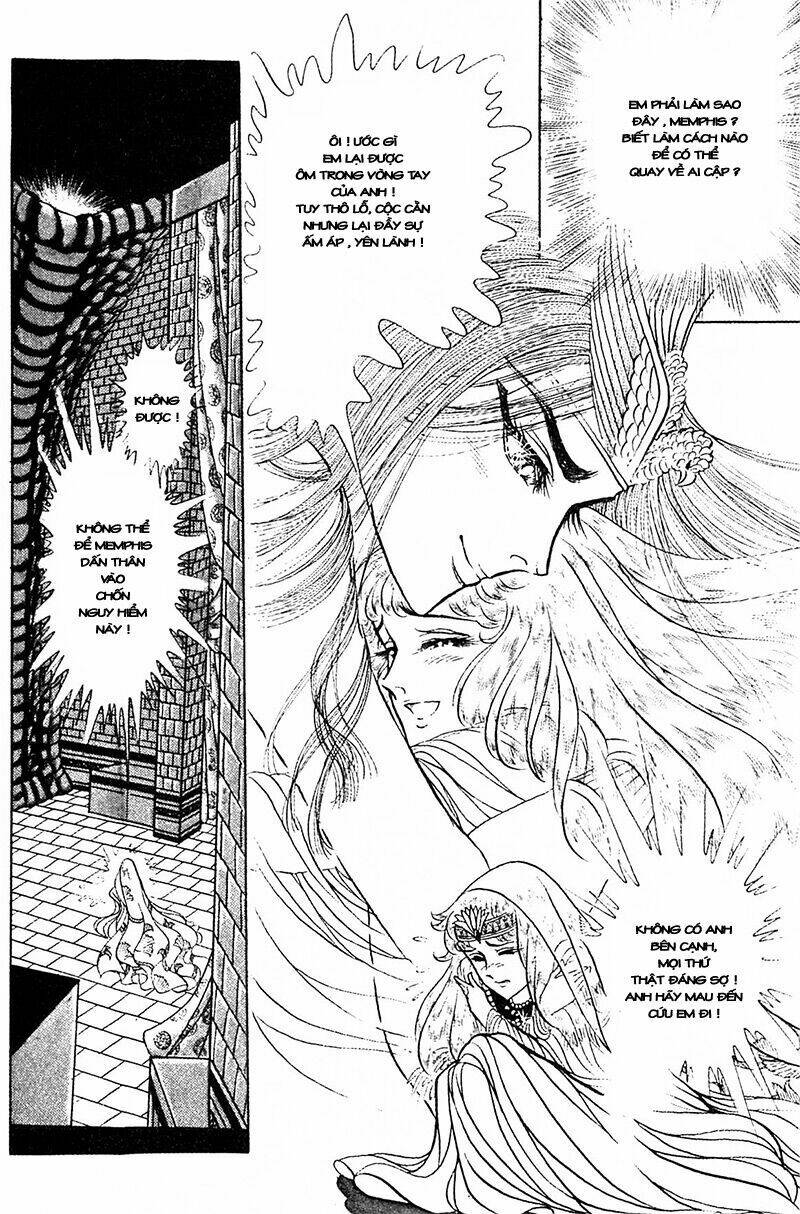 EM PHẢI LÀM SAO
ĐÂY , MEMPHIS ?
BIẾT LÀM CÁCH NÀO
ĐỂ CÓ THỂ
QUAY VỀ AI CẬP ?
ÔI ! ƯỚC GÌ
EM LẠI ĐƯỢC
ÔM TRONG VÒNG TAY
CỦA ANH !
TUY THÔ LỖ, CỘC CẰN
NHƯNG LẠI ĐẦY SỰ
ẤM ÁP , YÊN LÀNH !
KHÔNG CÓ ANH
BÊN CẠNH,
MỌI THỨ
THẬT ĐÁNG SỢ !
ANH HÃY MAU ĐẾN
CỨU EM ĐI !
KHÔNG
ĐƯỢC !
KHÔNG THỂ
ĐỂ MEMPHIS
DẤN THÂN
VÀO
CHỐN
NGUY HIỂM
NÀY !